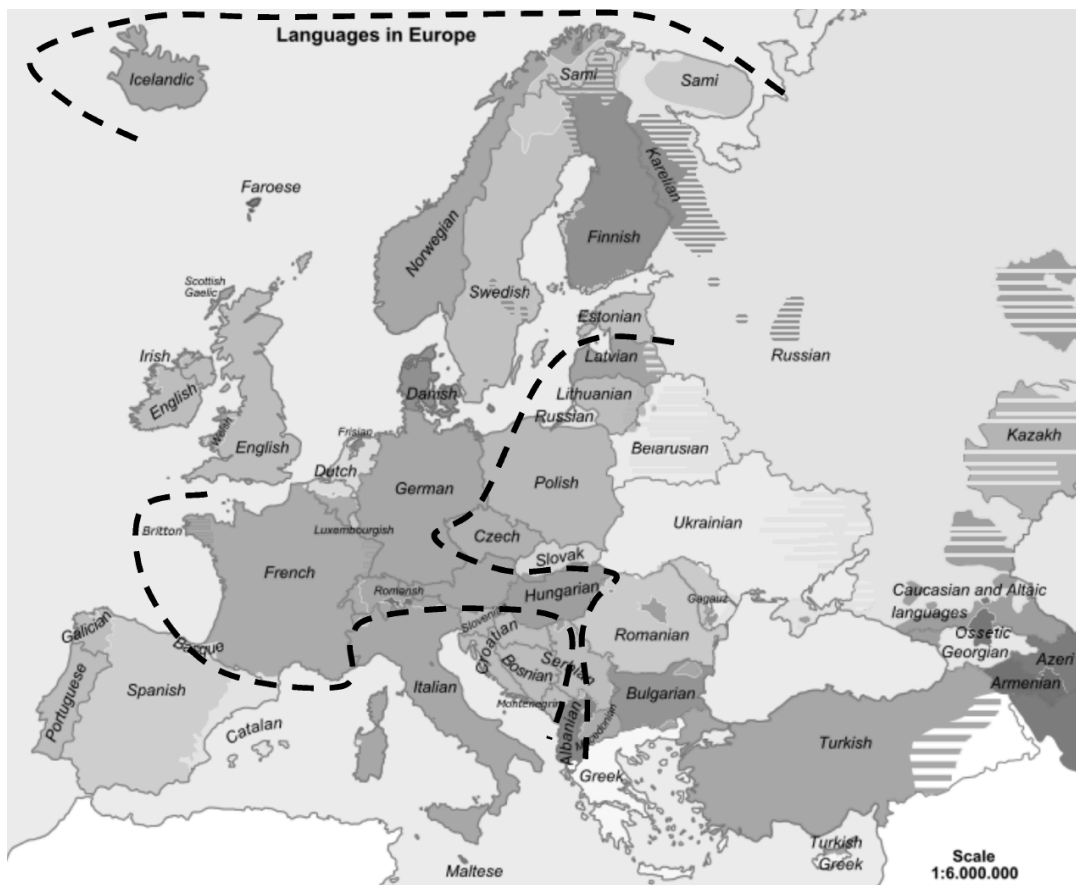 Languages in Europe
Icelandic
Sami
Sami
Faroese
Karelian
Norwegian
Finnish
Scottish
Gaelic
Swedish
Estonian
Irish
Latvian
Russian
English
Danish
Lithuanian
Russian
Welsh
English
Frisian
Belarusian
Kazakh
Dutch
German
Polish
Britton
Luxembourgish
Czech
Ukrainian
French
Slovak
Romansh
Hungarian
Gagauz
Caucasian and Altaic
languages
Galician
Croatian
Romanian
Ossetic
Basque
Georgian
Portuguese
Spanish
Bosnian
Serbian
Azeri
Italian
Bulgarian
Armenian
Montenegrin
Catalan
Albanian
Macedonian
Turkish
Greek
Maltese
Turkish
Greek
Scale
1:6.000.000